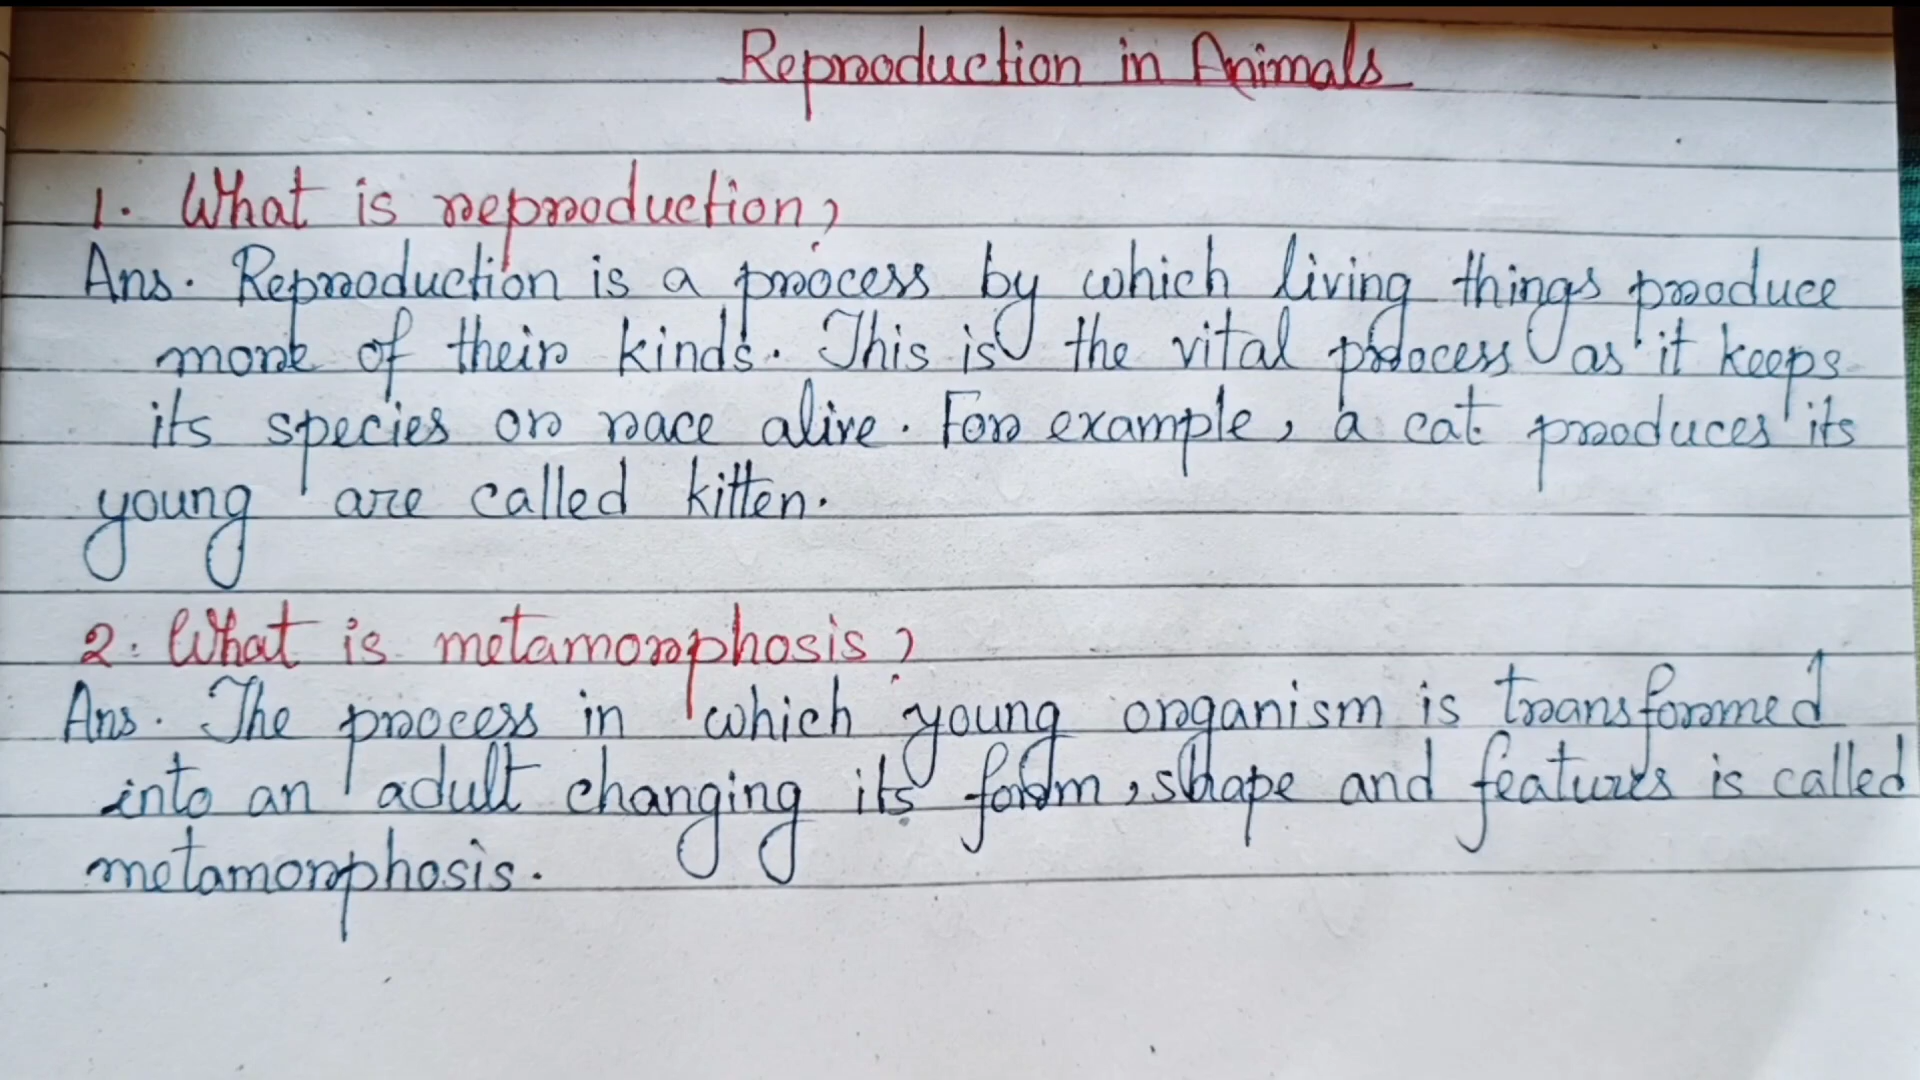 Reproduction in Animals
1. What is reproduction?
Ans. Reproduction is a process by which living things produce
more of their kinds. This is the vital process as it keeps
its species or race alive. For example, a cat produces its
young are called kitten.
2. What is metamorphosis?
Ans. The process in which young organism is transformed
into an adult changing its form, shape and features is called
metamorphosis.